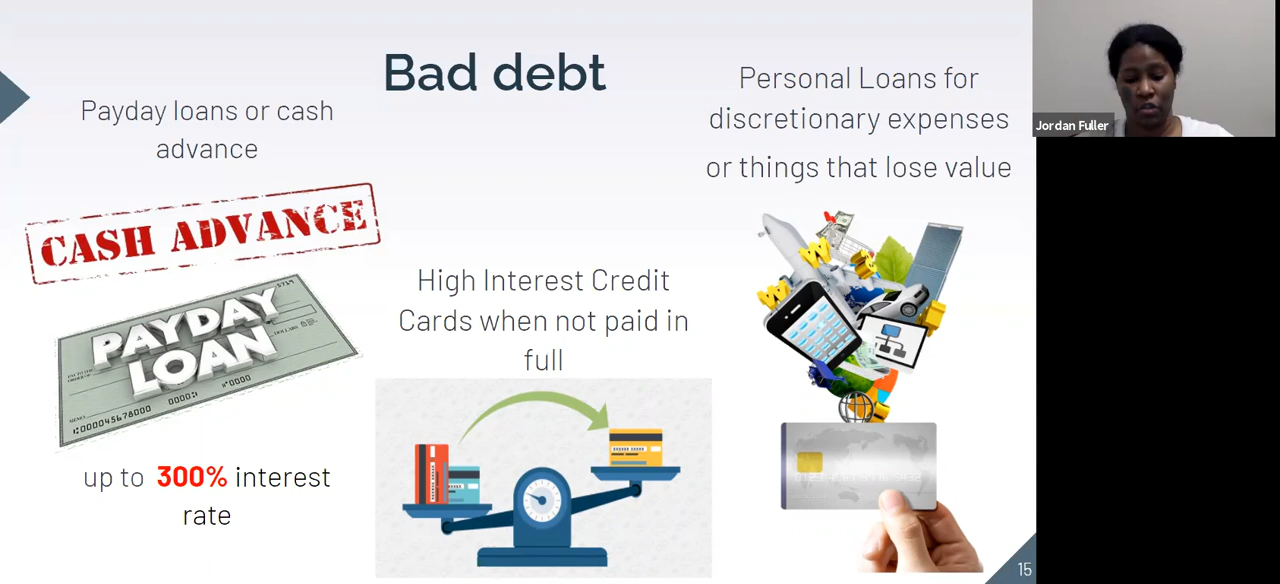 Bad debt
Payday loans or cash
advance
CASH ADVANCE
PAYDAY
LOAN
up to 300% interest
rate
High Interest Credit
Cards when not paid in
full
Personal Loans for
discretionary expenses
or things that lose value
15
Jordan Fuller